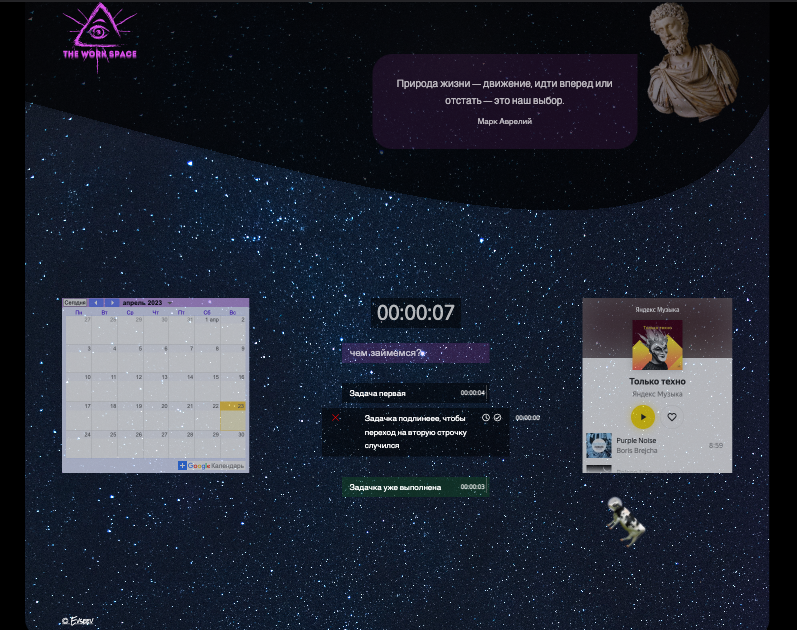 THE WORK SPACE
Природа жизни — движение, идти вперед или
отстать — это наш выбор.
Марк Аврелий
Сегодня апрель 2023
Пн Вт Ср Чт Пт Сб Вс
27 28 29 30 31 1 апр 2
3 4 5 6 7 8 9
10 11 12 13 14 15 16
17 18 19 20 21 22 23
24 25 26 27 28 29 30
Google Календарь
00:00:07
чем займёмся?
Задача первая 00:00:04
Задачка подлинеее, чтобы
переход на вторую строчку
случился
00:00:00
Задачка уже выполнена 00:00:03
Яндекс Музыка
Только техно
Яндекс Музыка
Purple Noise
Boris Brejcha
8:59
© Evseev